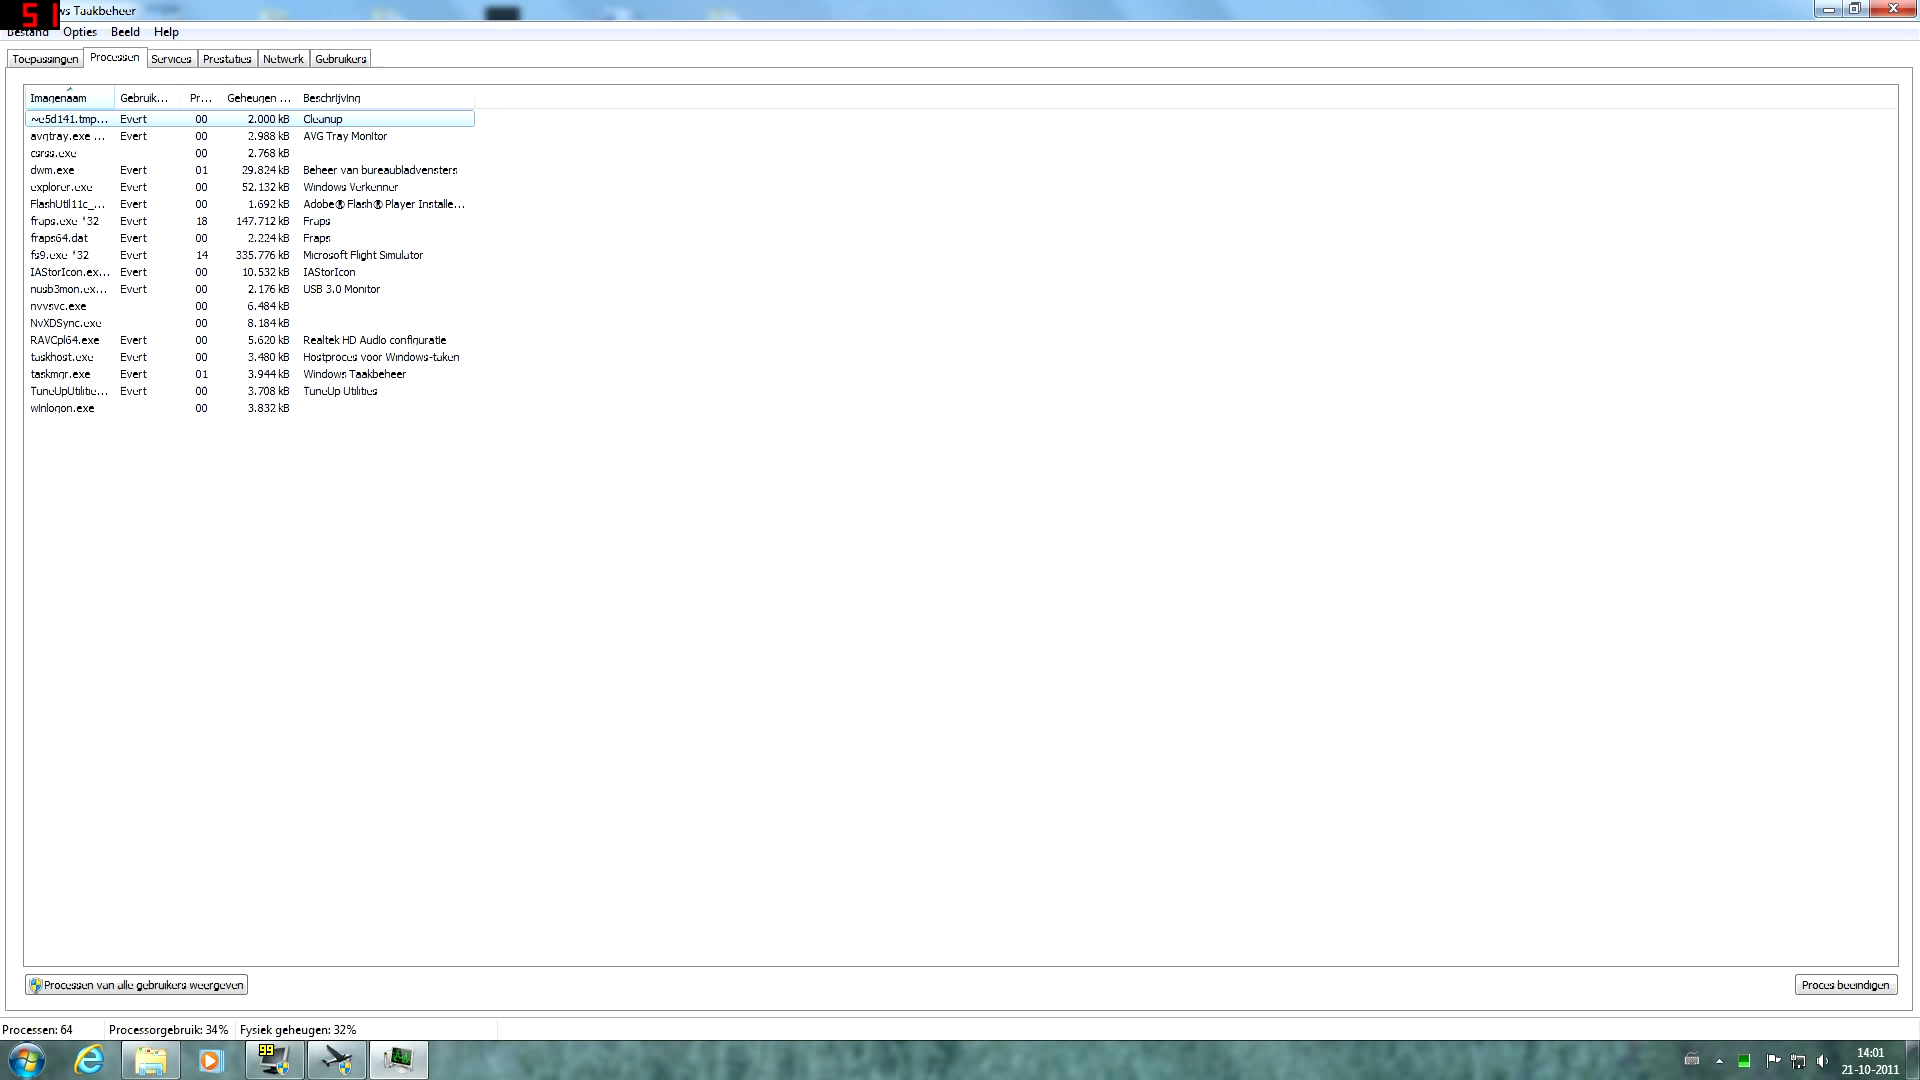 51
ws Taakbeheer
Bestand Opties Beeld Help
Toepassingen Processen Services Prestaties Netwerk Gebruikers
Imagenaam Gebruik... Pr... Geheugen ... Beschrijving
~e5d141.tmp... Evert 00 2.000 kB Cleanup
avgtray.exe ... Evert 00 2.988 kB AVG Tray Monitor
csrss.exe 00 2.768 kB
dwm.exe Evert 01 29.824 kB Beheer van bureaubladvensters
explorer.exe Evert 00 52.132 kB Windows Verkenner
FlashUtil11c_... Evert 00 1.692 kB Adobe® Flash® Player Installe...
fraps.exe *32 Evert 18 147.712 kB Fraps
fraps64.dat Evert 00 2.224 kB Fraps
fs9.exe *32 Evert 14 335.776 kB Microsoft Flight Simulator
IAStorIcon.ex... Evert 00 10.532 kB IAStorIcon
nusb3mon.ex... Evert 00 2.176 kB USB 3.0 Monitor
nvvsvc.exe 00 6.484 kB
NvXDSync.exe 00 8.184 kB
RAVCpl64.exe Evert 00 5.620 kB Realtek HD Audio configuratie
taskhost.exe Evert 00 3.480 kB Hostproces voor Windows-taken
taskmgr.exe Evert 01 3.944 kB Windows Taakbeheer
TuneUpUtilitie... Evert 00 3.708 kB TuneUp Utilities
winlogon.exe 00 3.832 kB
Processen van alle gebruikers weergeven Proces beëindigen
Processen: 64 Processorgebruik: 34% Fysiek geheugen: 32%
99
14:01
21-10-2011